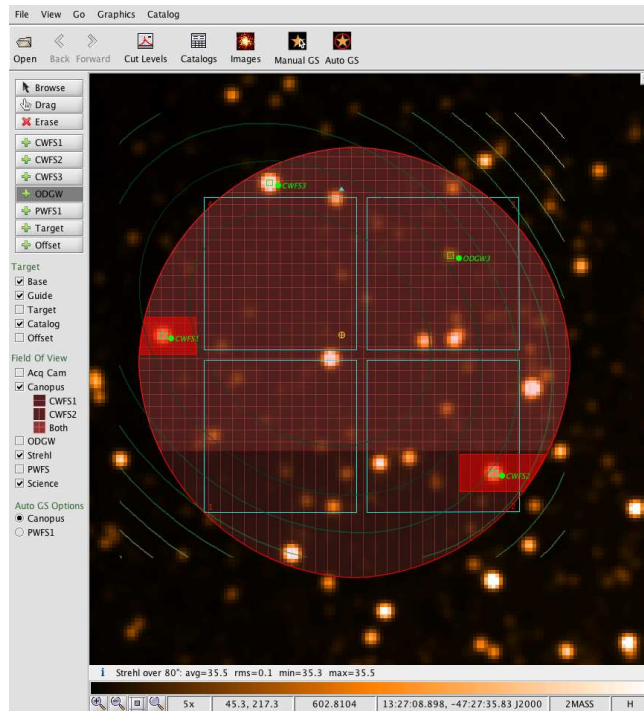 File View Go Graphics Catalog
Open Back Forward Cut Levels Catalogs Images Manual GS Auto GS
Browse
Drag
Erase
CWFS1
CWFS2
CWFS3
ODGW
PWFS1
Target
Offset
Target
Base
Guide
Target
Catalog
Offset
Field Of View
Acq Cam
Canopus
CWFS1
CWFS2
Both
ODGW
Strehl
PWFS
Science
Auto GS Options
Canopus
PWFS1
CWFS3
ODGW3
CWFS1
CWFS2
Strehl over 80": avg=35.5 rms=0.1 min=35.3 max=35.5
5x 45.3, 217.3 602.8104 13:27:08.898, -47:27:35.83 J2000 2MASS H